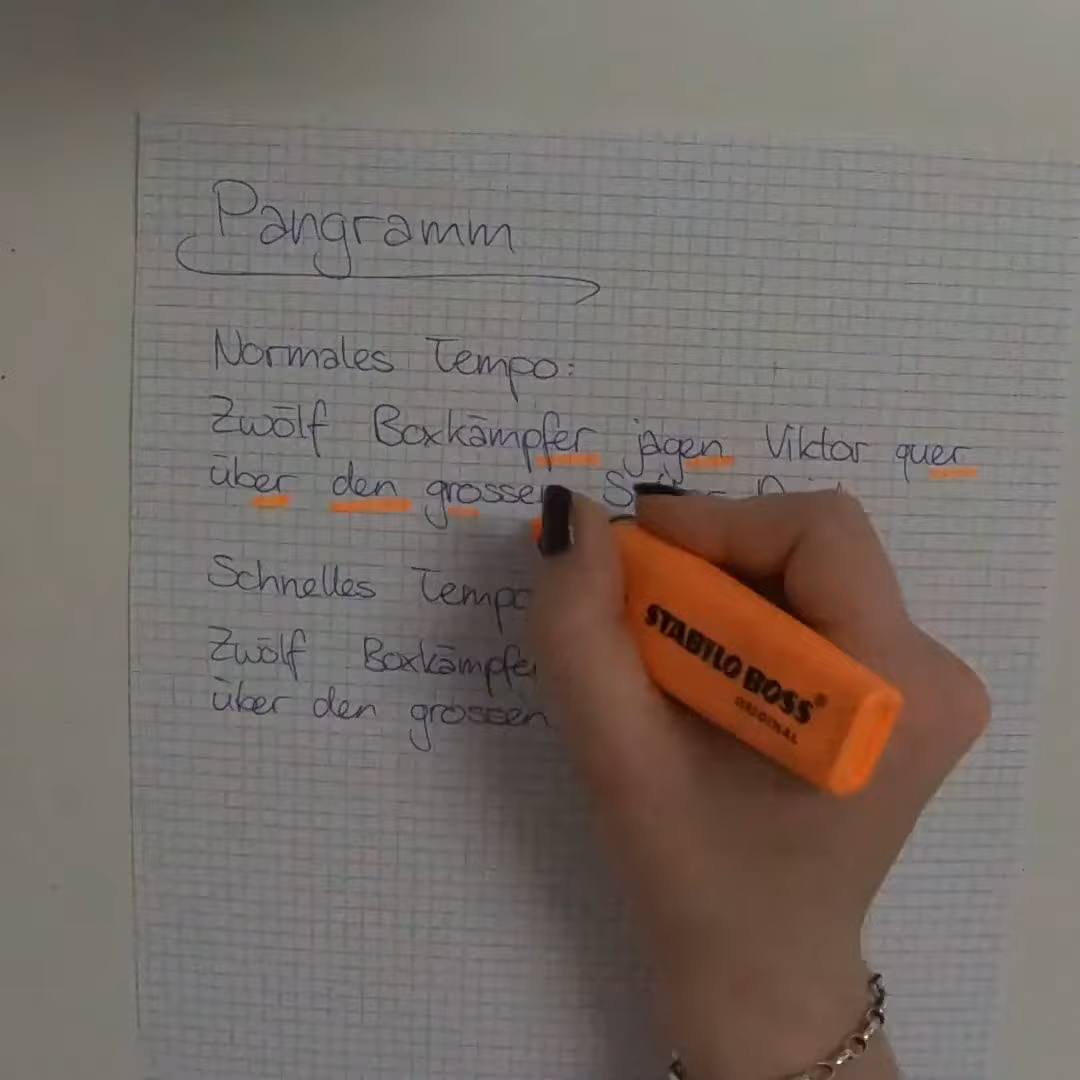 Pangramm
Normales Tempo:
Zwölf Boxkämpfer jagen Viktor quer
über den grossen
Schnelles Tempo
Zwölf Boxkämpfer
über den grossen
STABILO BOSS®
ORIGINAL